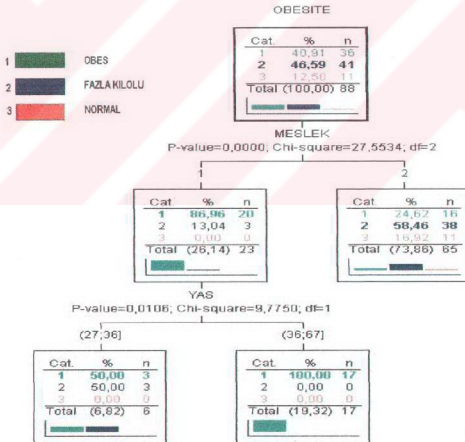 OBESITE
Cat. % n
1 40,91 36
2 46,59 41
3 12,50 11
Total (100,00) 88
1 OBES
2 FAZLA KILOLU
3 NORMAL
MESLEK
P-value=0,0000; Chi-square=27,5534; df=2
1 2
Cat. % n
1 86,96 20
2 13,04 3
3 0,00 0
Total (26,14) 23
Cat. % n
1 24,62 16
2 58,46 38
3 16,92 11
Total (73,86) 65
YAS
P-value=0,0106; Chi-square=9,7750; df=1
(27;36] (36;67]
Cat. % n
1 50,00 3
2 50,00 3
3 0,00 0
Total (6,82) 6
Cat. % n
1 100,00 17
2 0,00 0
3 0,00 0
Total (19,32) 17